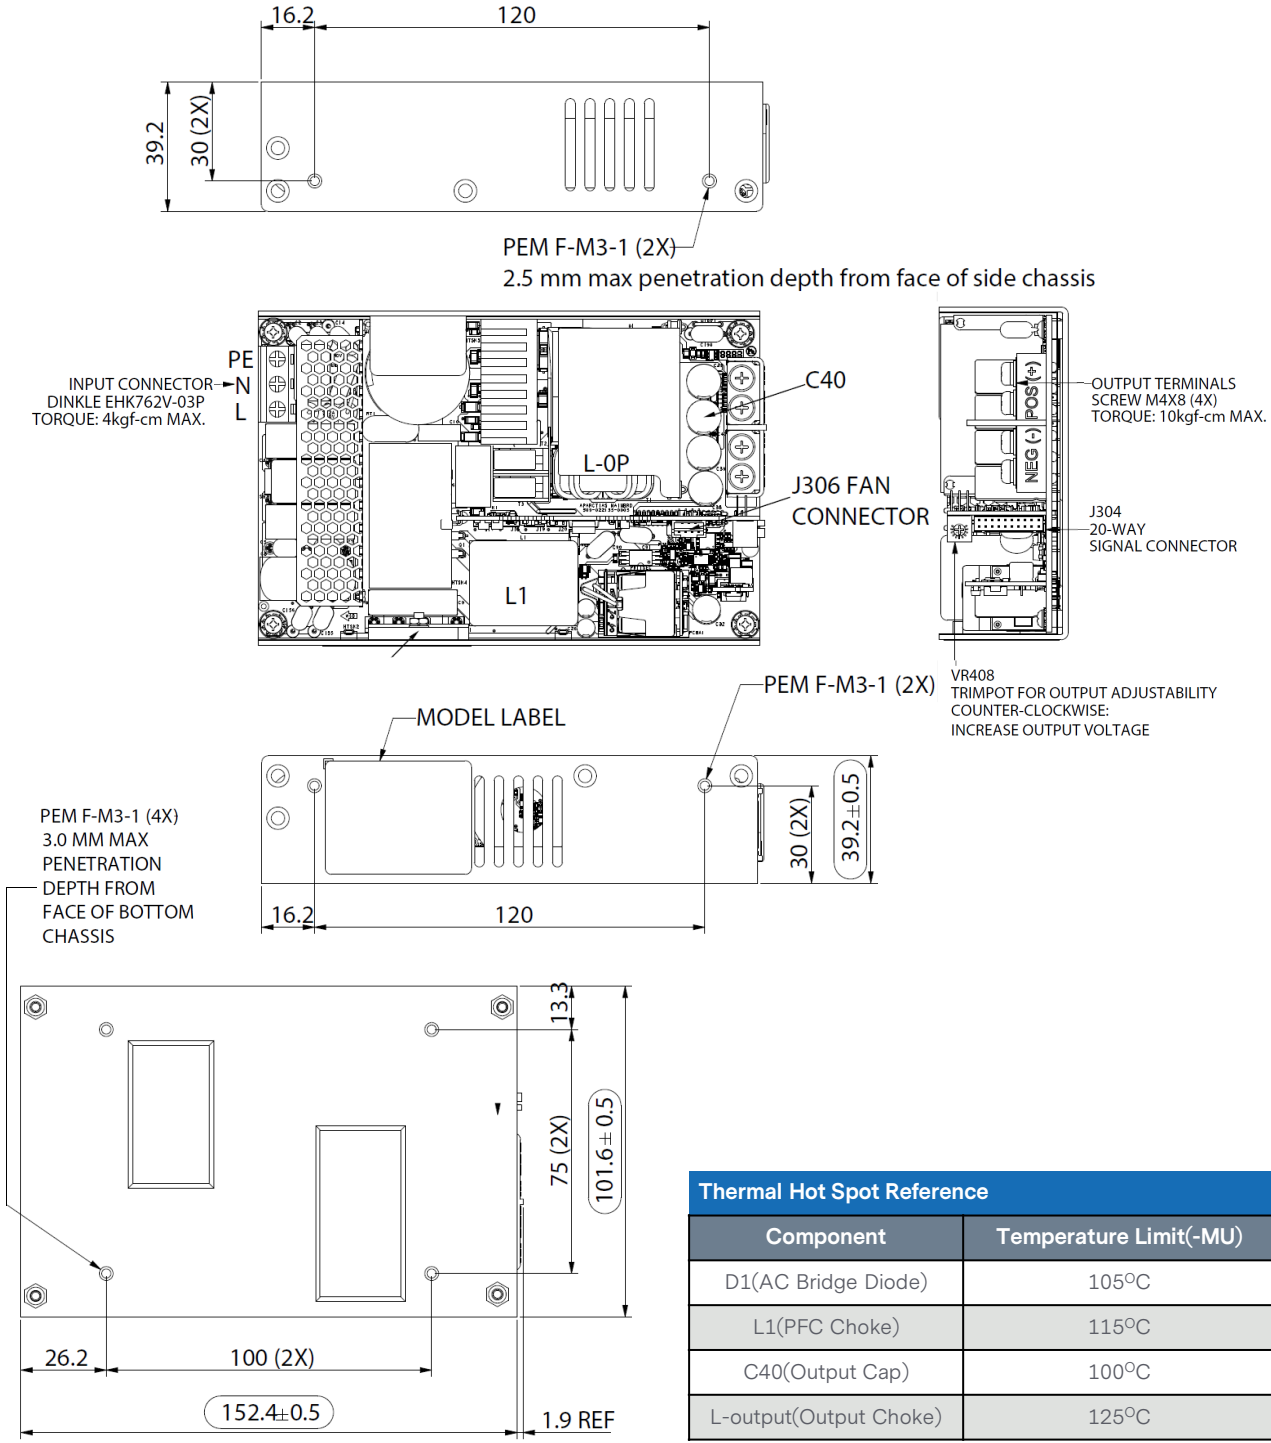 16.2
120
39.2
30 (2X)
PEM F-M3-1 (2X)
2.5 mm max penetration depth from face of side chassis
PE
N
L
INPUT CONNECTOR
DINKLE EHK762V-03P
TORQUE: 4kgf-cm MAX.
C40
L-0P
J306 FAN
CONNECTOR
L1
POS (+)
NEG (-)
OUTPUT TERMINALS
SCREW M4X8 (4X)
TORQUE: 10kgf-cm MAX.
J304
20-WAY
SIGNAL CONNECTOR
VR408
TRIMPOT FOR OUTPUT ADJUSTABILITY
COUNTER-CLOCKWISE:
INCREASE OUTPUT VOLTAGE
PEM F-M3-1 (2X)
MODEL LABEL
30 (2X)
39.2±0.5
16.2
120
PEM F-M3-1 (4X)
3.0 MM MAX
PENETRATION
DEPTH FROM
FACE OF BOTTOM
CHASSIS
13.3
75 (2X)
101.6±0.5
26.2
100 (2X)
152.4±0.5
1.9 REF
Thermal Hot Spot Reference
Component Temperature Limit(-MU)
D1(AC Bridge Diode) 105°C
L1(PFC Choke) 115°C
C40(Output Cap) 100°C
L-output(Output Choke) 125°C